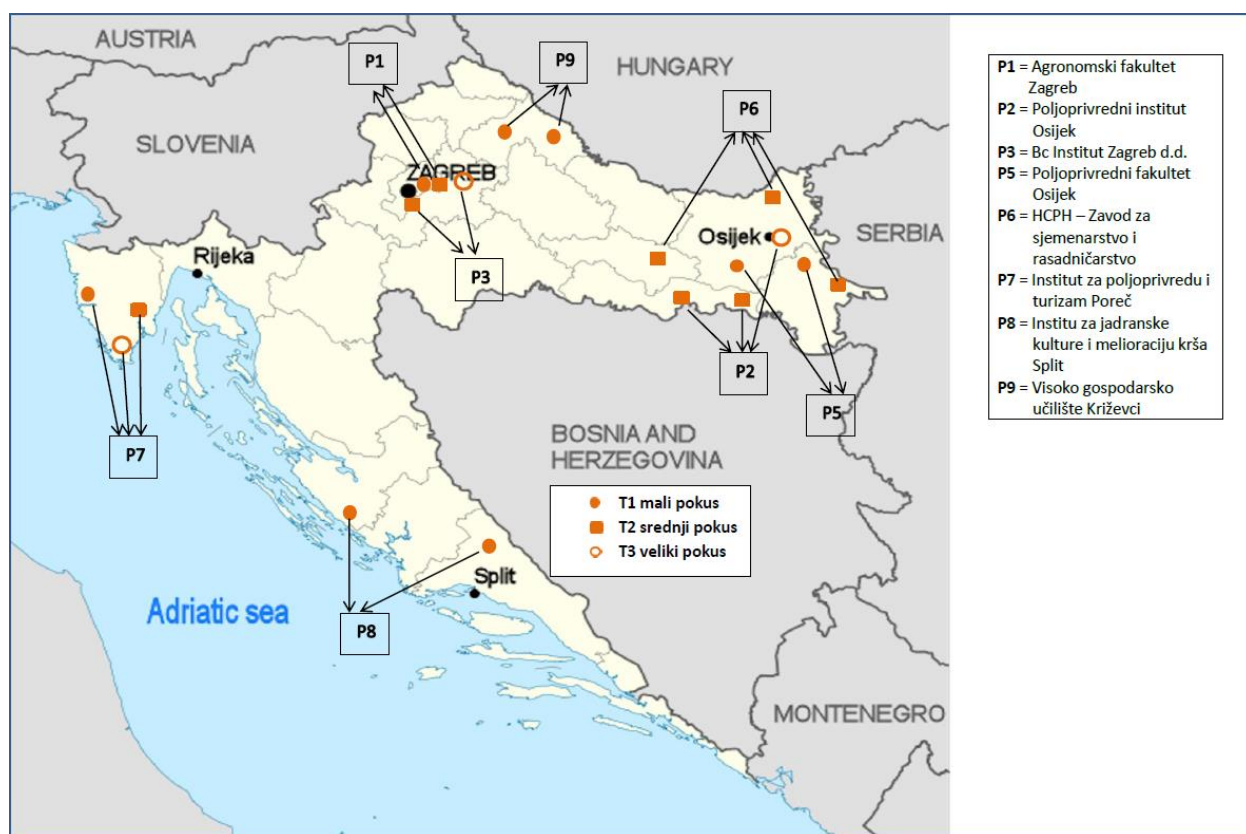 AUSTRIA
P1
P9
HUNGARY
P6
SLOVENIA
ZAGREB
Osijek
SERBIA
Rijeka
P3
P2
P5
P7
BOSNIA AND
HERZEGOVINA
T1 mali pokus
T2 srednji pokus
T3 veliki pokus
Split
Adriatic sea
P8
MONTENEGRO
P1 = Agronomski fakultet
Zagreb
P2 = Poljoprivredni institut
Osijek
P3 = Bc Institut Zagreb d.d.
P5 = Poljoprivredni fakultet
Osijek
P6 = HCPH – Zavod za
sjemenarstvo i
rasadničarstvo
P7 = Institut za poljoprivredu i
turizam Poreč
P8 = Institu za jadranske
kulture i melioraciju krša
Split
P9 = Visoko gospodarsko
učilište Križevci